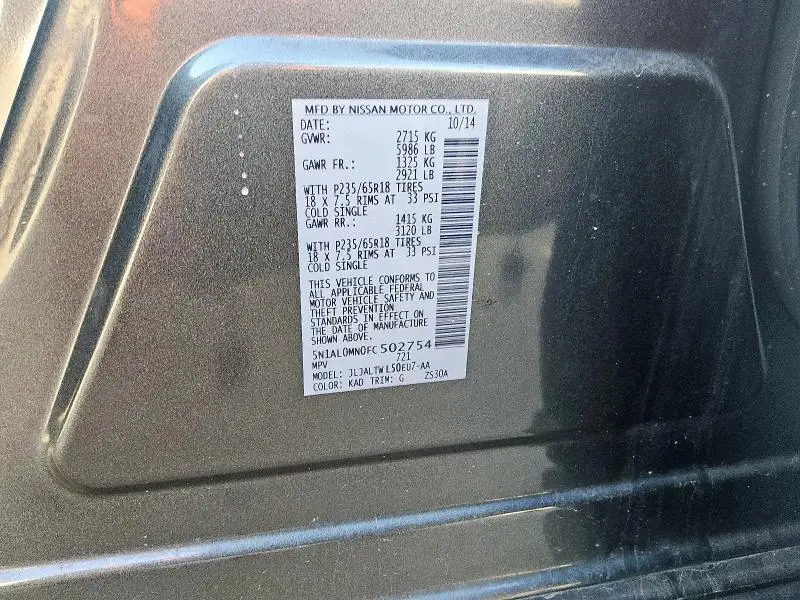 MFD BY NISSAN MOTOR CO., LTD.
DATE: 10/14
GVWR: 2715 KG
5986 LB
GAWR FR.: 1325 KG
2921 LB
WITH P235/65R18 TIRES
18 X 7.5 RIMS AT 33 PSI
COLD SINGLE
GAWR RR.: 1415 KG
3120 LB
WITH P235/65R18 TIRES
18 X 7.5 RIMS AT 33 PSI
COLD SINGLE
THIS VEHICLE CONFORMS TO
ALL APPLICABLE FEDERAL
MOTOR VEHICLE SAFETY AND
THEFT PREVENTION
STANDARDS IN EFFECT ON
THE DATE OF MANUFACTURE
SHOWN ABOVE.
5N1AL0MN0FC502754
MPV 721
MODEL: JLJALTWL50EU7-AA
COLOR: KAD TRIM: G ZS30A